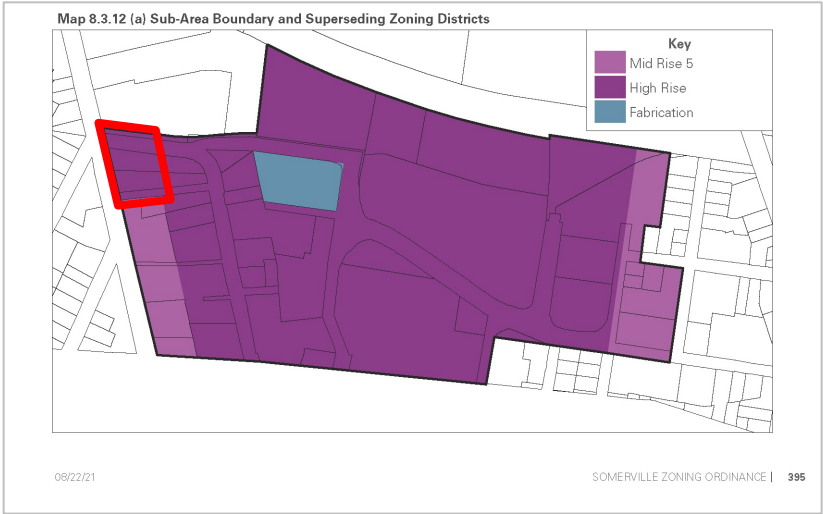 Map 8.3.12 (a) Sub-Area Boundary and Superseding Zoning Districts
Key
Mid Rise 5
High Rise
Fabrication
08/22/21
SOMERVILLE ZONING ORDINANCE | 395